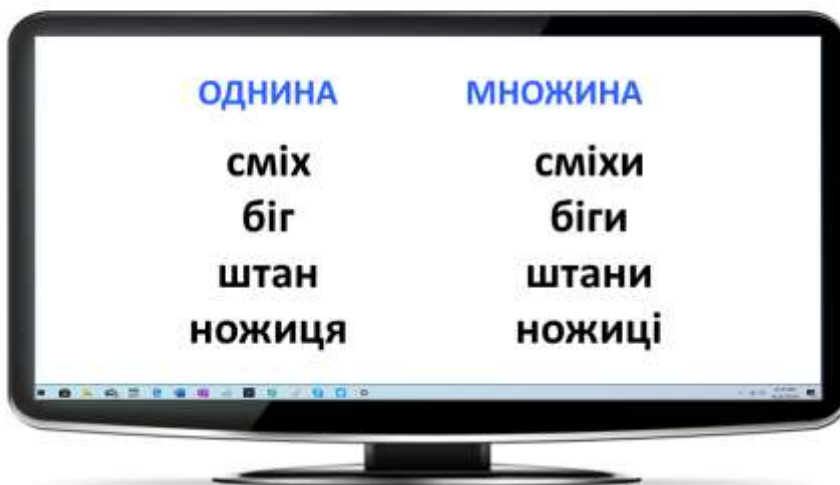 ОДНИНА МНОЖИНА
сміх сміхи
біг біги
штан штани
ножиця ножиці